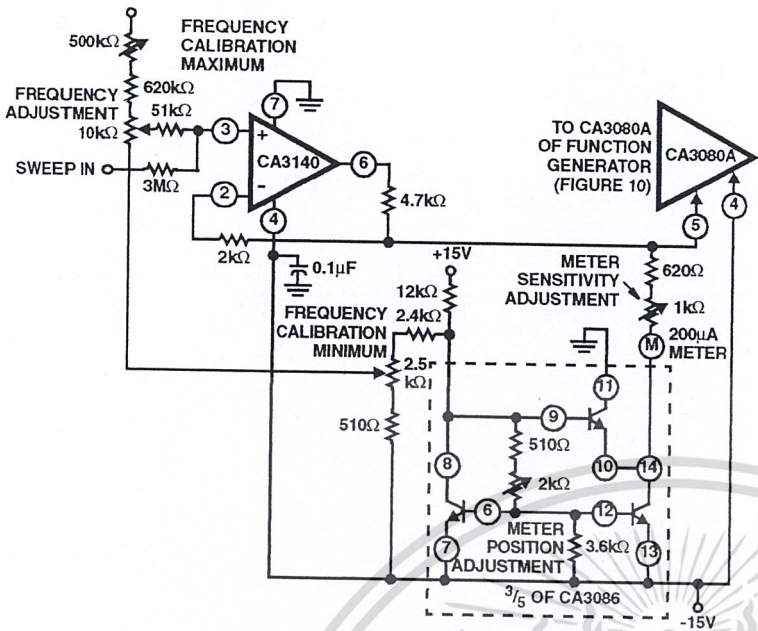 500kΩ
FREQUENCY
CALIBRATION
MAXIMUM
620kΩ
FREQUENCY
ADJUSTMENT
51kΩ
10kΩ
SWEEP IN
3MΩ
7
3
+
CA3140
6
2
-
4
4.7kΩ
2kΩ
0.1µF
TO CA3080A
OF FUNCTION
GENERATOR
(FIGURE 10)
CA3080A
4
5
+15V
12kΩ
2.4kΩ
FREQUENCY
CALIBRATION
MINIMUM
2.5
kΩ
510Ω
METER
SENSITIVITY
ADJUSTMENT
620Ω
1kΩ
M
200µA
METER
11
9
510Ω
8
10
14
2kΩ
6
12
7
METER
POSITION
ADJUSTMENT
3.6kΩ
13
3/5 OF CA3086
-15V